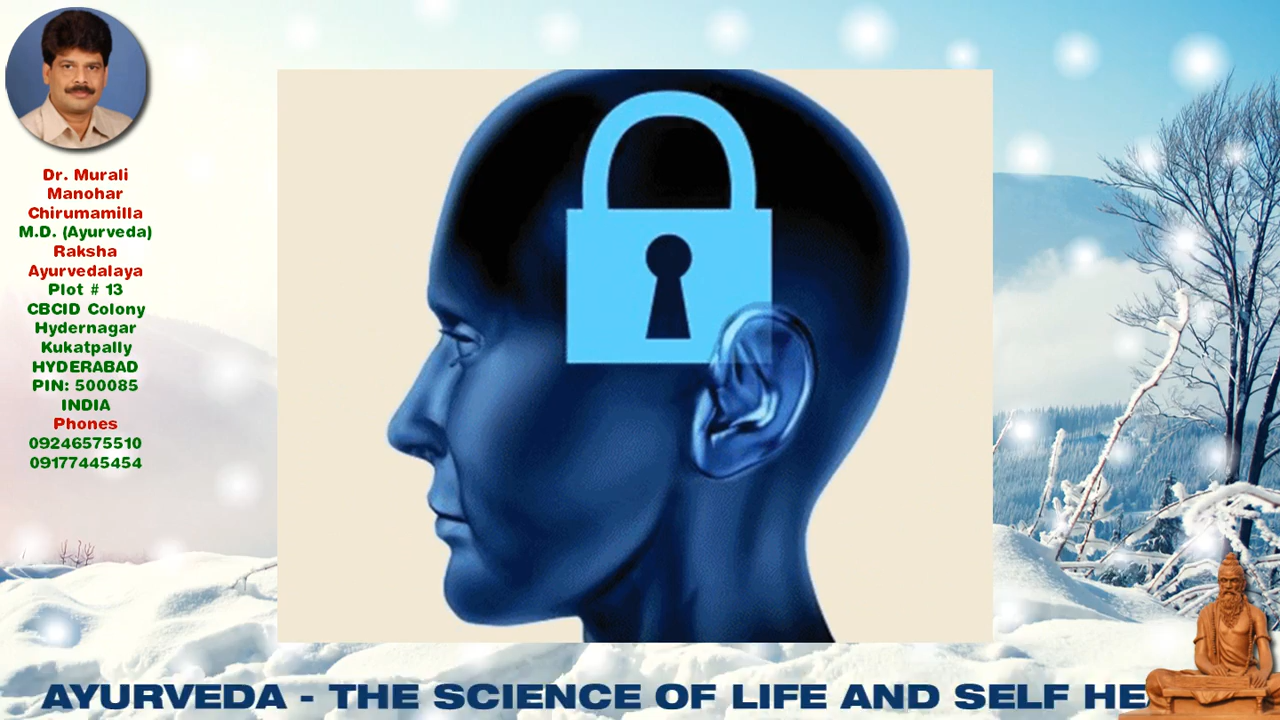 Dr. Murali
Manohar
Chirumamilla
M.D. (Ayurveda)
Raksha
Ayurvedalaya
Plot # 13
CBCID Colony
Hydernagar
Kukatpally
HYDERABAD
PIN: 500085
INDIA
Phones
09246575510
09177445454
AYURVEDA - THE SCIENCE OF LIFE AND SELF HE